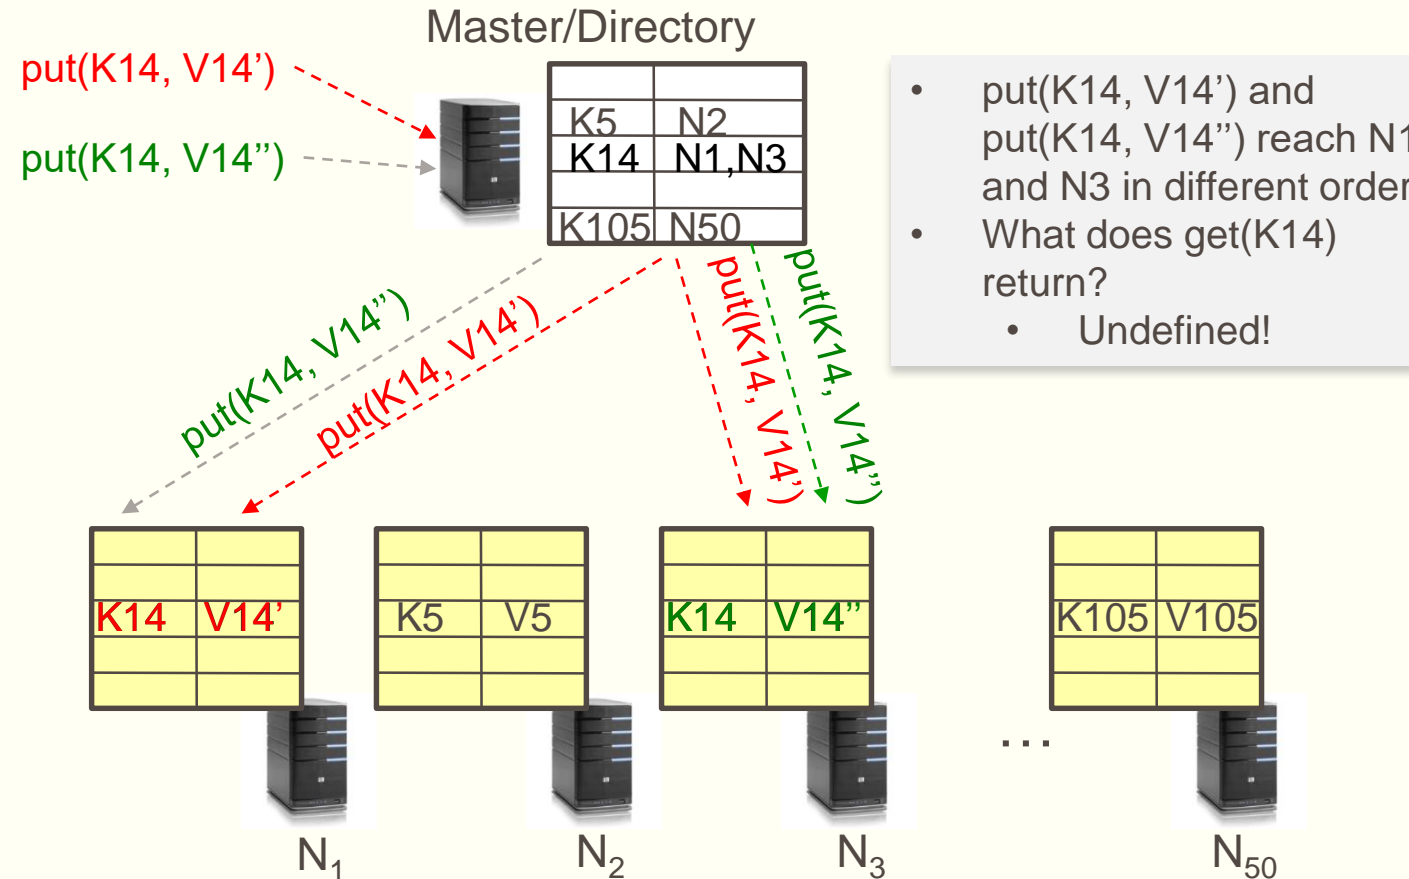 Master/Directory
put(K14, V14')
put(K14, V14'')
K5 N2
K14 N1,N3
K105 N50
• put(K14, V14') and
put(K14, V14'') reach N1
and N3 in different order
• What does get(K14)
return?
• Undefined!
put(K14, V14'')
put(K14, V14')
put(K14, V14')
put(K14, V14'')
K14 V14'
K5 V5
K14 V14''
K105 V105
...
N1
N2
N3
N50